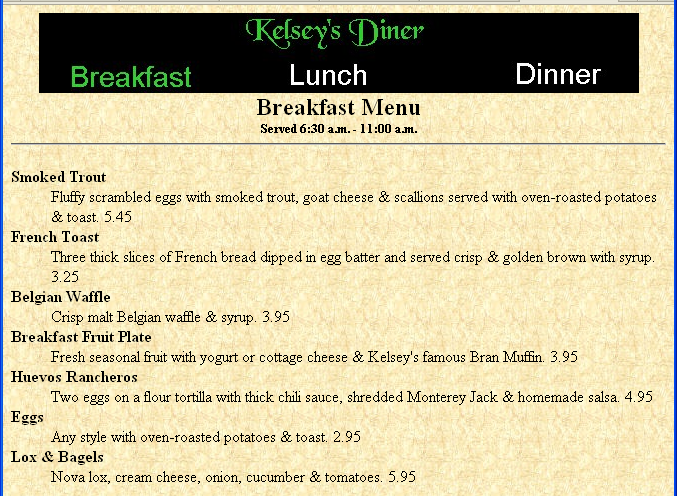 Kelsey's Diner
Breakfast Lunch Dinner
Breakfast Menu
Served 6:30 a.m. - 11:00 a.m.
Smoked Trout
Fluffy scrambled eggs with smoked trout, goat cheese & scallions served with oven-roasted potatoes
& toast. 5.45
French Toast
Three thick slices of French bread dipped in egg batter and served crisp & golden brown with syrup.
3.25
Belgian Waffle
Crisp malt Belgian waffle & syrup. 3.95
Breakfast Fruit Plate
Fresh seasonal fruit with yogurt or cottage cheese & Kelsey's famous Bran Muffin. 3.95
Huevos Rancheros
Two eggs on a flour tortilla with thick chili sauce, shredded Monterey Jack & homemade salsa. 4.95
Eggs
Any style with oven-roasted potatoes & toast. 2.95
Lox & Bagels
Nova lox, cream cheese, onion, cucumber & tomatoes. 5.95